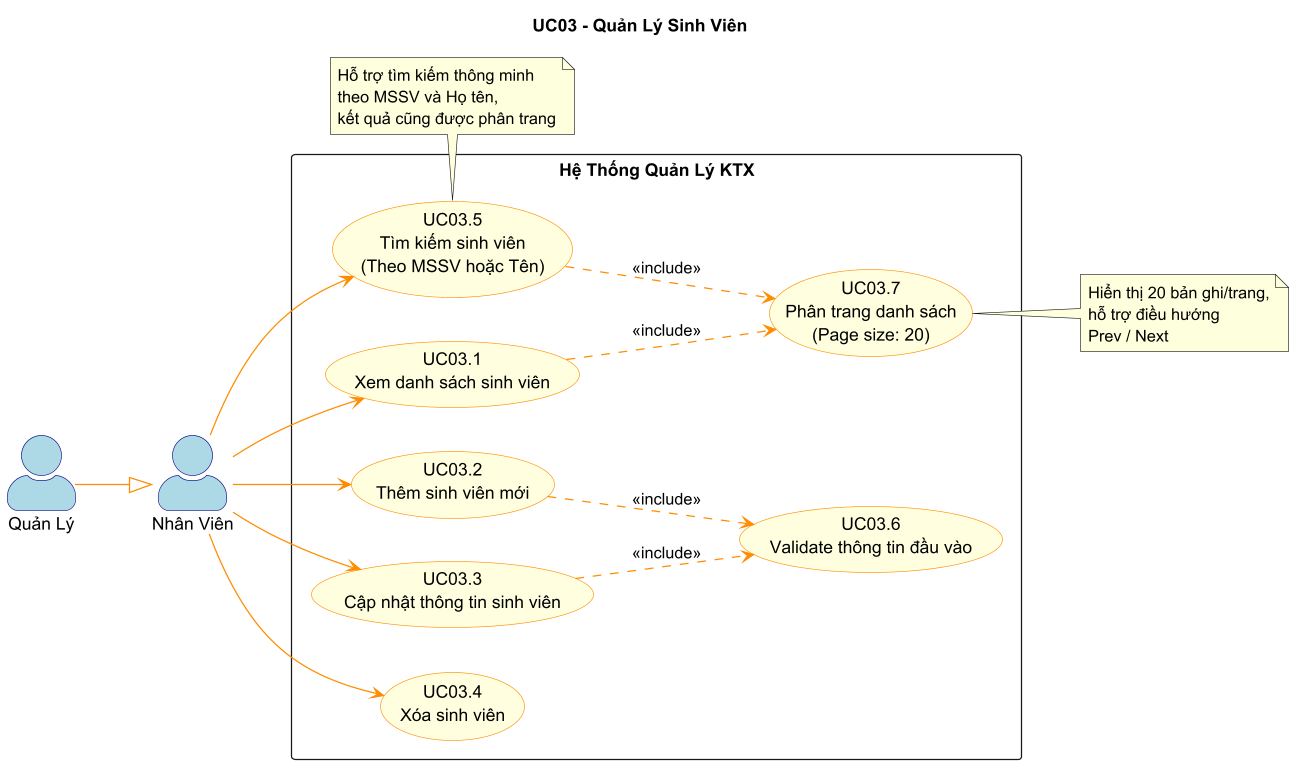 UC03 - Quản Lý Sinh Viên
Hỗ trợ tìm kiếm thông minh
theo MSSV và Họ tên,
kết quả cũng được phân trang
Hệ Thống Quản Lý KTX
UC03.5
Tìm kiếm sinh viên
(Theo MSSV hoặc Tên)
«include»
UC03.7
Phân trang danh sách
(Page size: 20)
Hiển thị 20 bản ghi/trang,
hỗ trợ điều hướng
Prev / Next
«include»
UC03.1
Xem danh sách sinh viên
Quản Lý
Nhân Viên
UC03.2
Thêm sinh viên mới
«include»
UC03.6
Validate thông tin đầu vào
«include»
UC03.3
Cập nhật thông tin sinh viên
UC03.4
Xóa sinh viên